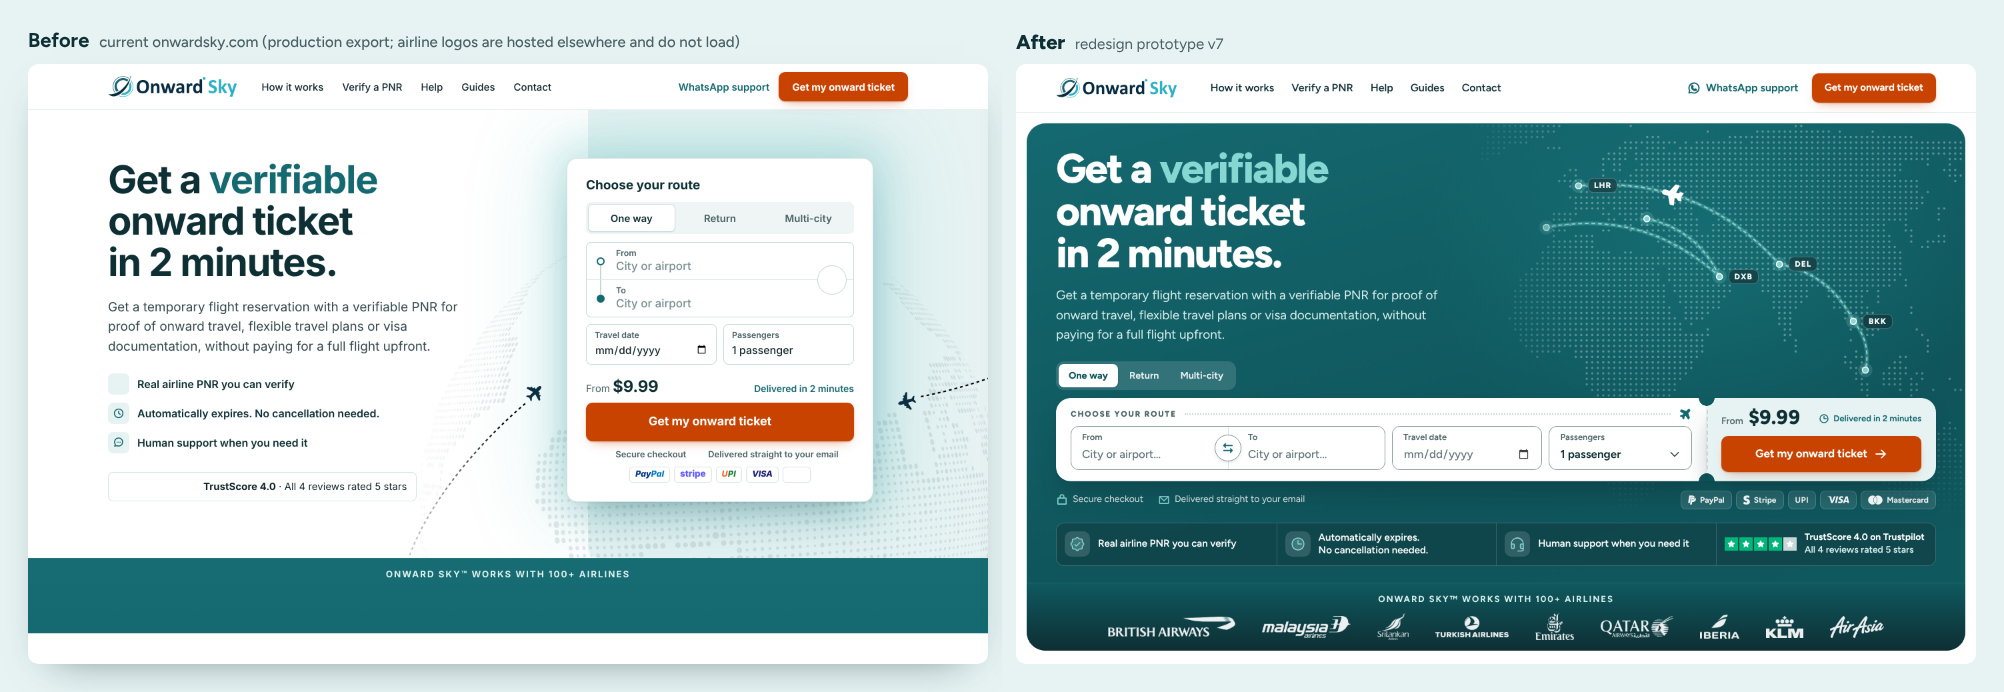 Before current onwardsky.com (production export; airline logos are hosted elsewhere and do not load)
Onward Sky How it works Verify a PNR Help Guides Contact WhatsApp support Get my onward ticket
Get a verifiable
onward ticket
in 2 minutes.
Get a temporary flight reservation with a verifiable PNR for
proof of onward travel, flexible travel plans or visa
documentation, without paying for a full flight upfront.
Real airline PNR you can verify
Automatically expires. No cancellation needed.
Human support when you need it
TrustScore 4.0 · All 4 reviews rated 5 stars
Choose your route
One way Return Multi-city
From
City or airport
To
City or airport
Travel date Passengers
mm/dd/yyyy 1 passenger
From $9.99 Delivered in 2 minutes
Get my onward ticket
Secure checkout Delivered straight to your email
PayPal stripe UPI VISA
ONWARD SKY™ WORKS WITH 100+ AIRLINES
After redesign prototype v7
Onward Sky How it works Verify a PNR Help Guides Contact WhatsApp support Get my onward ticket
Get a verifiable
onward ticket
in 2 minutes.
Get a temporary flight reservation with a verifiable PNR for proof of
onward travel, flexible travel plans or visa documentation, without
paying for a full flight upfront.
LHR
DEL
DXB
BKK
One way Return Multi-city
CHOOSE YOUR ROUTE
From To Travel date Passengers
City or airport... City or airport... mm/dd/yyyy 1 passenger
From $9.99 Delivered in 2 minutes
Get my onward ticket →
Secure checkout Delivered straight to your email
PayPal Stripe UPI VISA Mastercard
Real airline PNR you can verify
Automatically expires.
No cancellation needed.
Human support when you need it
TrustScore 4.0 on Trustpilot
All 4 reviews rated 5 stars
ONWARD SKY™ WORKS WITH 100+ AIRLINES
BRITISH AIRWAYS malaysia airlines SriLankan TURKISH AIRLINES Emirates QATAR AIRWAYS IBERIA KLM AirAsia